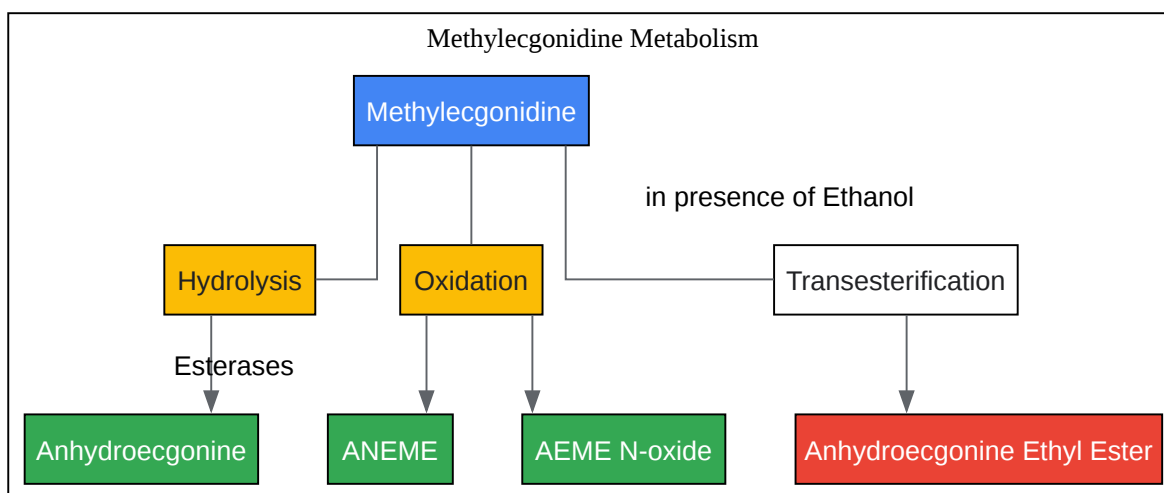 Methylecgonidine Metabolism
Methylecgonidine
in presence of Ethanol
Hydrolysis
Oxidation
Transesterification
Esterases
Anhydroecgonine
ANEME
AEME N-oxide
Anhydroecgonine Ethyl Ester